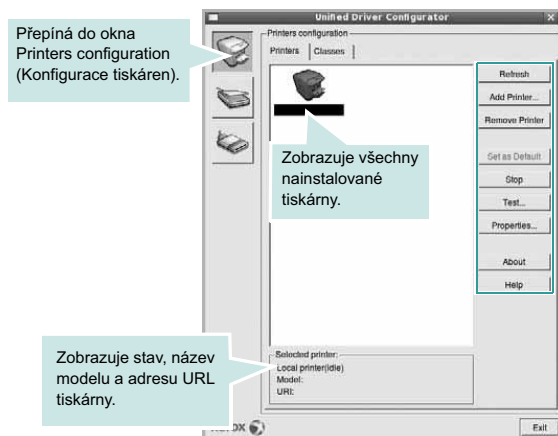 Unified Driver Configurator
Přepíná do okna
Printers configuration
(Konfigurace tiskáren).
Printers configuration
Printers
Classes
Refresh
Add Printer...
Remove Printer
Set as Default
Stop
Test...
Properties...
About
Help
Zobrazuje všechny
nainstalované
tiskárny.
Zobrazuje stav, název
modelu a adresu URL
tiskárny.
Selected printer:
Local printer(idle)
Model:
URI:
Exit